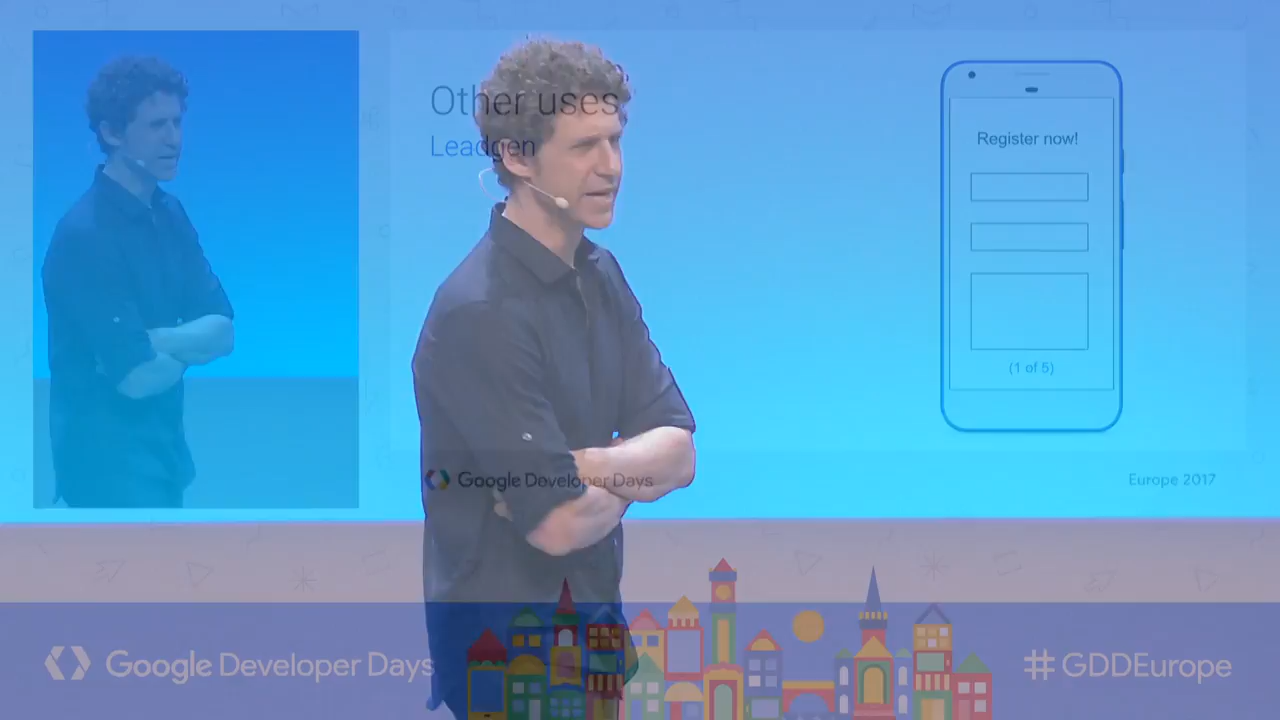 Other uses
Leadgen
Register now!
(1 of 5)
Google Developer Days
Europe 2017
Google Developer Days
#GDDEurope